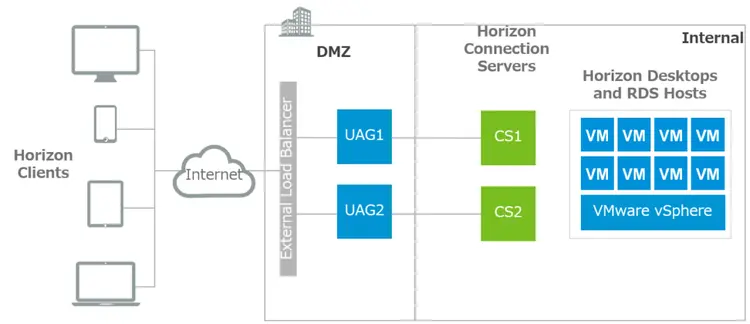 Horizon
Clients
Internet
DMZ
External Load Balancer
UAG1
UAG2
Horizon
Connection
Servers
CS1
CS2
Internal
Horizon Desktops
and RDS Hosts
VM VM VM VM
VM VM VM VM
VMware vSphere